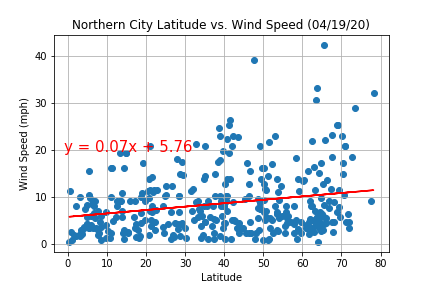 Northern City Latitude vs. Wind Speed (04/19/20)
Wind Speed (mph)
40
30
20
10
0
y = 0.07x + 5.76
0 10 20 30 40 50 60 70 80
Latitude